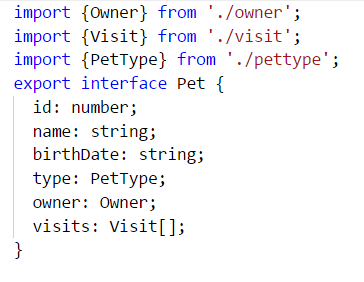 import {Owner} from './owner';
import {Visit} from './visit';
import {PetType} from './pettype';
export interface Pet {
  id: number;
  name: string;
  birthDate: string;
  type: PetType;
  owner: Owner;
  visits: Visit[];
}